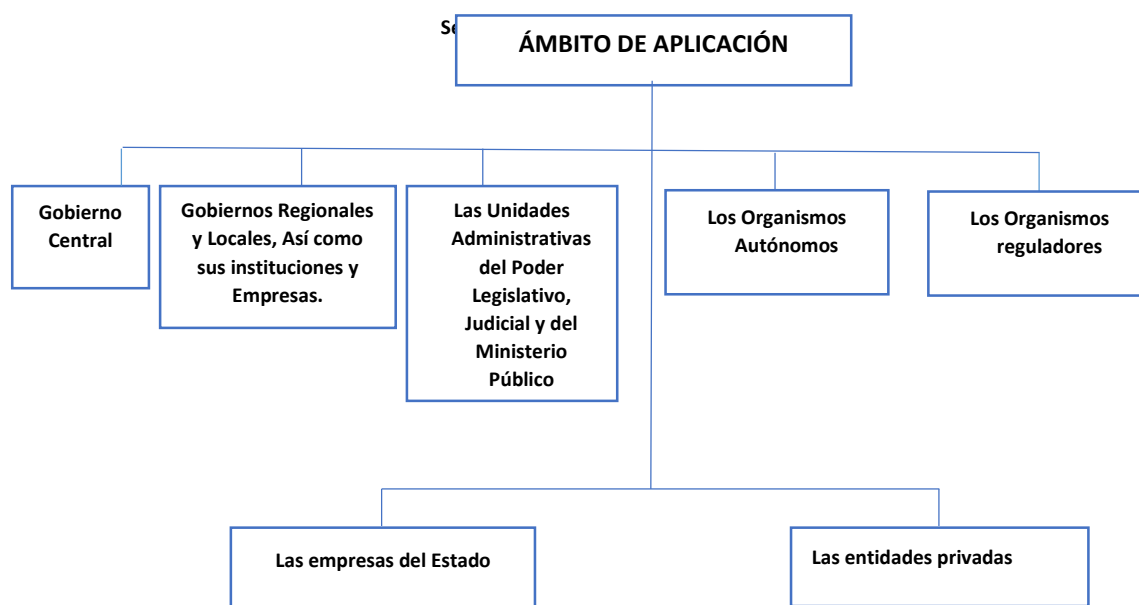 Se
ÁMBITO DE APLICACIÓN
Gobierno
Central
Gobiernos Regionales
y Locales, Así como
sus instituciones y
Empresas.
Las Unidades
Administrativas
del Poder
Legislativo,
Judicial y del
Ministerio
Público
Los Organismos
Autónomos
Los Organismos
reguladores
Las empresas del Estado
Las entidades privadas